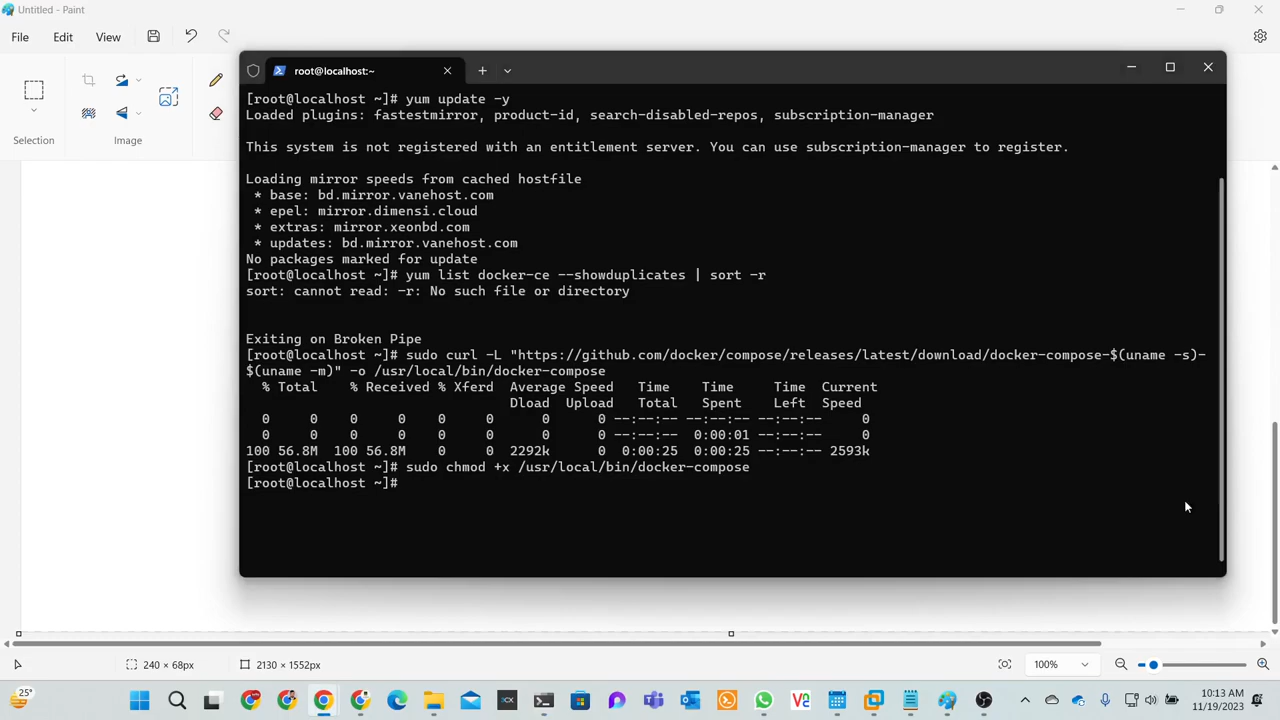 Untitled - Paint
File Edit View
root@localhost:~
Selection
Image
[root@localhost ~]# yum update -y
Loaded plugins: fastestmirror, product-id, search-disabled-repos, subscription-manager
This system is not registered with an entitlement server. You can use subscription-manager to register.
Loading mirror speeds from cached hostfile
* base: bd.mirror.vanehost.com
* epel: mirror.dimensi.cloud
* extras: mirror.xeonbd.com
* updates: bd.mirror.vanehost.com
No packages marked for update
[root@localhost ~]# yum list docker-ce --showduplicates | sort –r
sort: cannot read: –r: No such file or directory
Exiting on Broken Pipe
[root@localhost ~]# sudo curl -L "https://github.com/docker/compose/releases/latest/download/docker-compose-$(uname -s)-
$(uname -m)" -o /usr/local/bin/docker-compose
% Total % Received % Xferd Average Speed Time Time Time Current
Dload Upload Total Spent Left Speed
0 0 0 0 0 0 0 0 --:--:-- --:--:-- --:--:-- 0
0 0 0 0 0 0 0 0 --:--:-- 0:00:01 --:--:-- 0
100 56.8M 100 56.8M 0 0 2292k 0 0:00:25 0:00:25 --:--:-- 2593k
[root@localhost ~]# sudo chmod +x /usr/local/bin/docker-compose
[root@localhost ~]#
240 × 68px
2130 × 1552px
100%
25°
10:13 AM
11/19/2023